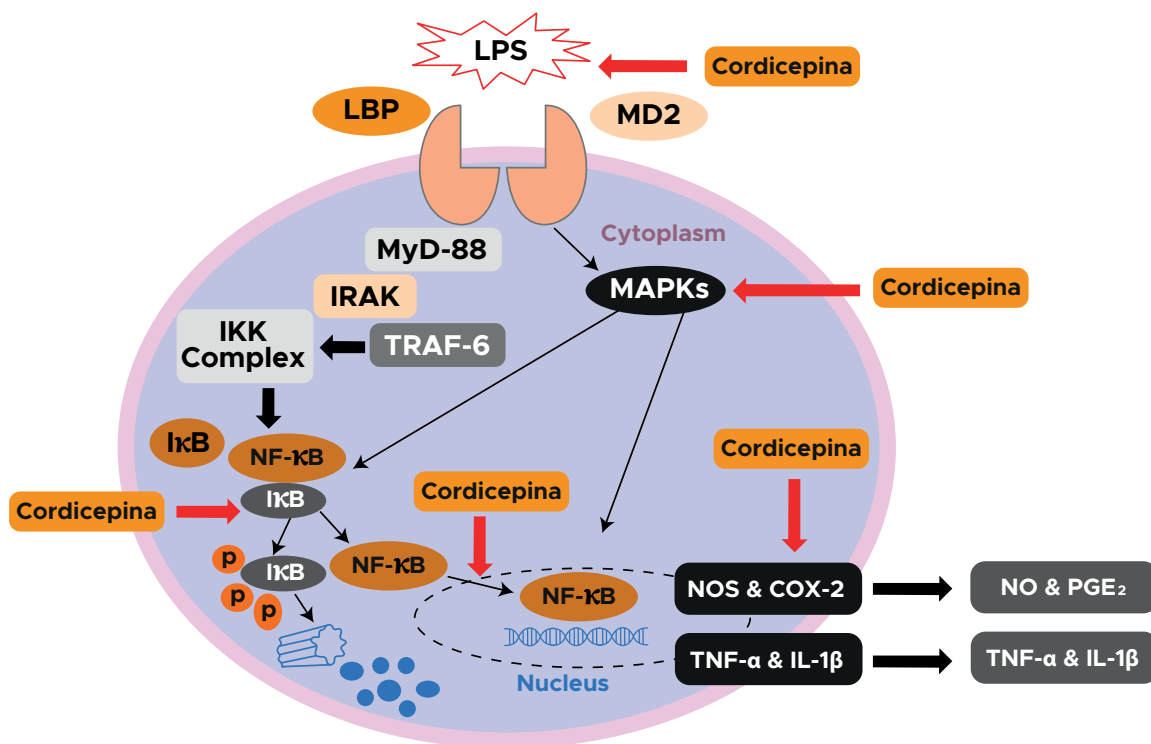 LPS
Cordicepina
LBP
MD2
Cytoplasm
MyD-88
MAPKs
Cordicepina
IRAK
IKK
Complex
TRAF-6
IκB
NF-κB
Cordicepina
Cordicepina
IκB
Cordicepina
p
IκB
NF-κB
p
p
NF-κB
NOS & COX-2
NO & PGE₂
TNF-α & IL-1β
TNF-α & IL-1β
Nucleus